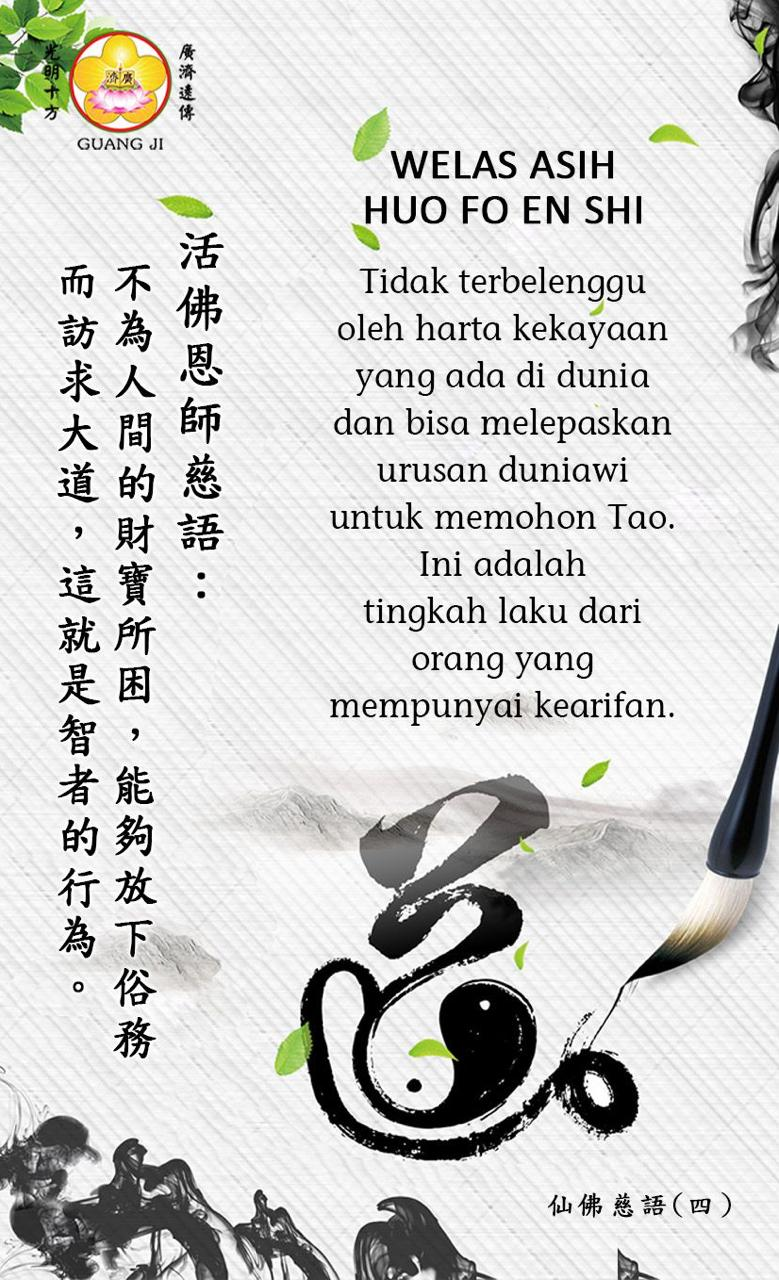 光明十方
廣濟遠傳
廣濟
GUANG JI
WELAS ASIH
HUO FO EN SHI
Tidak terbelenggu
oleh harta kekayaan
yang ada di dunia
dan bisa melepaskan
urusan duniawi
untuk memohon Tao.
Ini adalah
tingkah laku dari
orang yang
mempunyai kearifan.
活佛恩師慈語：
不為人間的財寶所困，能夠放下俗務
而訪求大道，這就是智者的行為。
仙佛慈語(四)